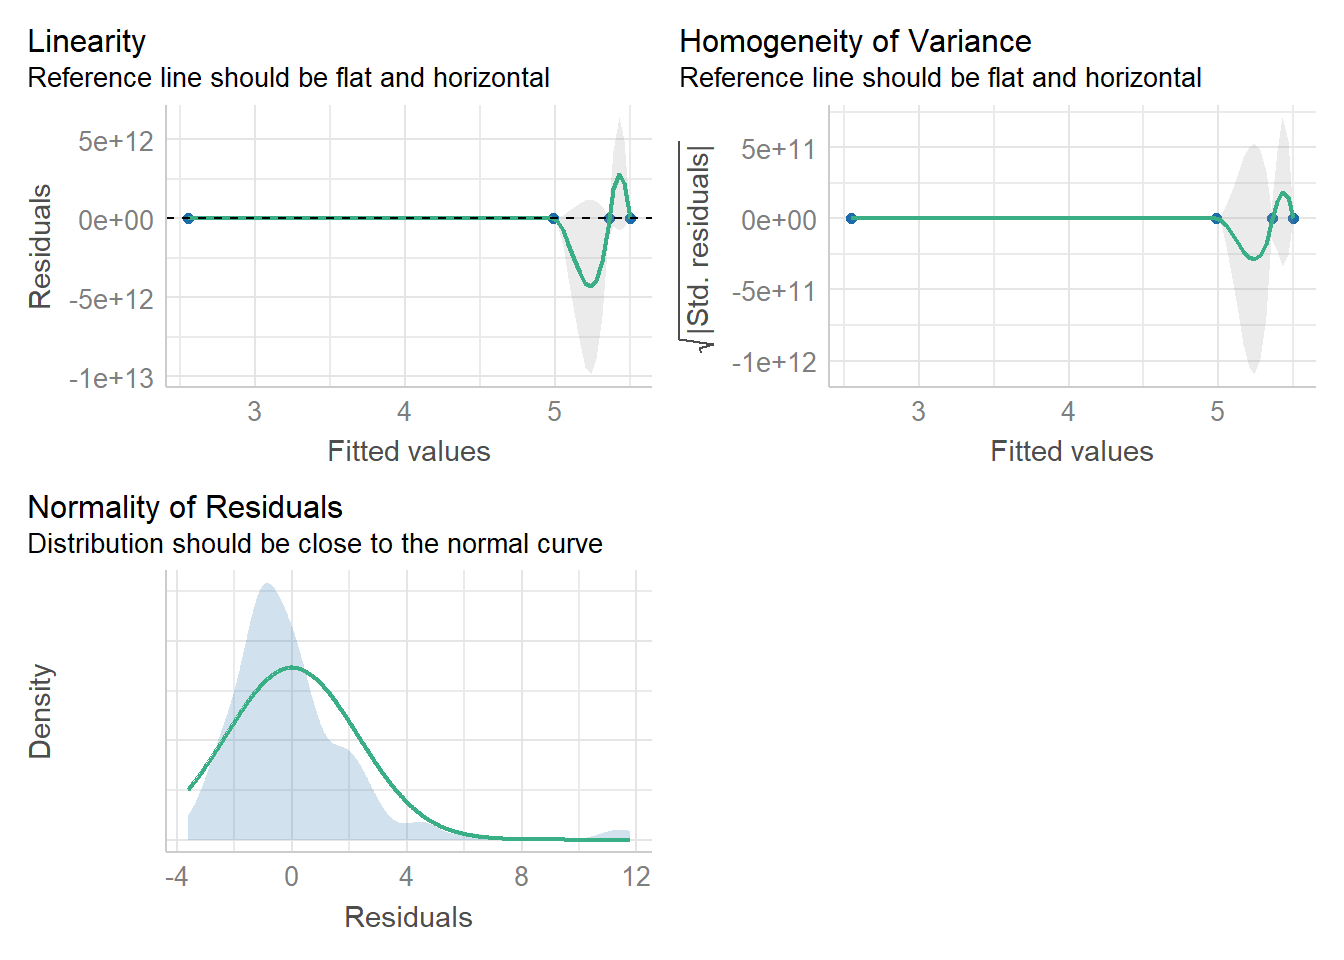 Linearity
Reference line should be flat and horizontal
5e+12
0e+00
-5e+12
-1e+13
Residuals
3 4 5
Fitted values
Homogeneity of Variance
Reference line should be flat and horizontal
5e+11
0e+00
-5e+11
-1e+12
√|Std. residuals|
3 4 5
Fitted values
Normality of Residuals
Distribution should be close to the normal curve
Density
-4 0 4 8 12
Residuals